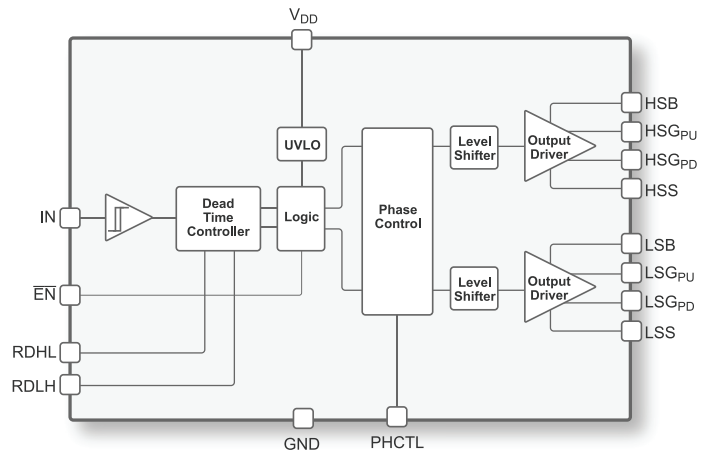 VDD
UVLO
IN
Dead
Time
Controller
Logic
Phase
Control
Level
Shifter
Output
Driver
HSB
HSGPU
HSGPD
HSS
EN
RDHL
RDLH
Level
Shifter
Output
Driver
LSB
LSGPU
LSGPD
LSS
GND
PHCTL